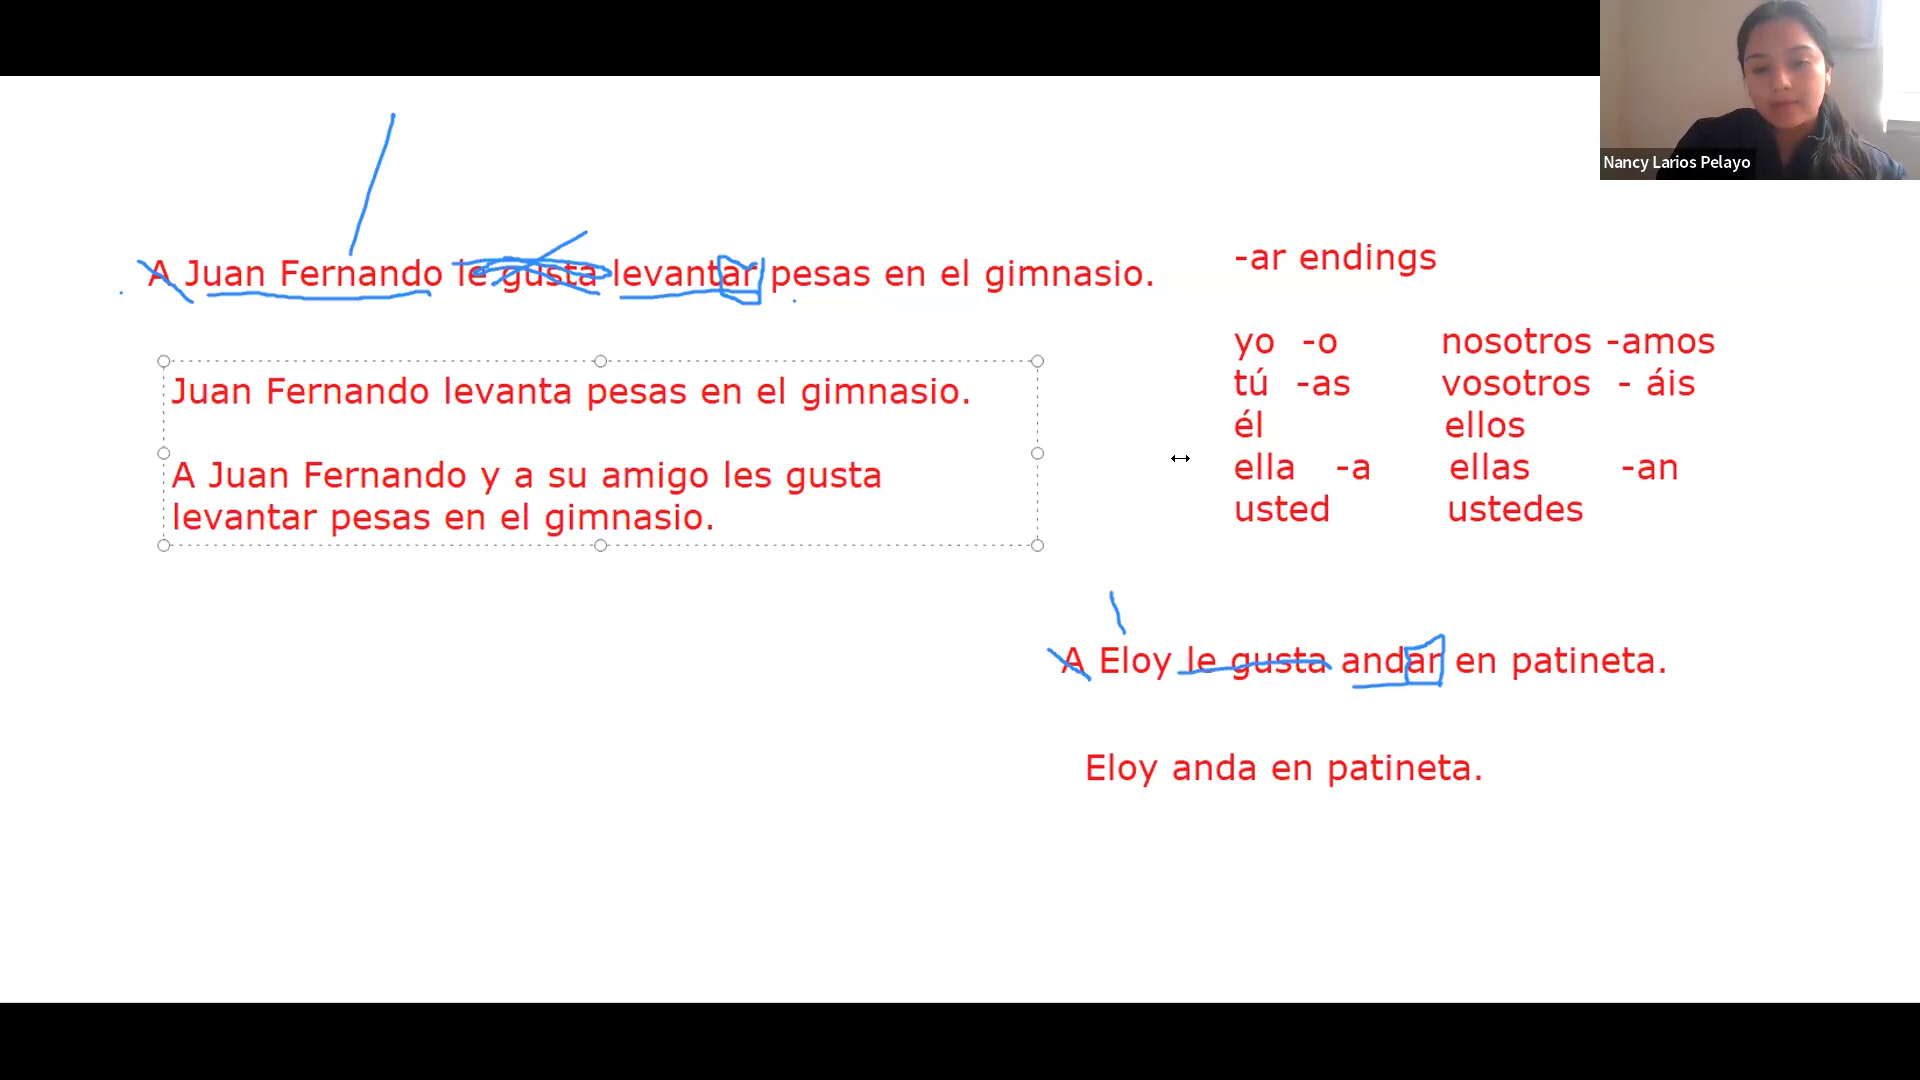 Nancy Larios Pelayo
A Juan Fernando le gusta levantar pesas en el gimnasio.
Juan Fernando levanta pesas en el gimnasio.
A Juan Fernando y a su amigo les gusta
levantar pesas en el gimnasio.
-ar endings
yo -o nosotros -amos
tú -as vosotros - áis
él ellos
ella -a ellas -an
usted ustedes
A Eloy le gusta andar en patineta.
Eloy anda en patineta.